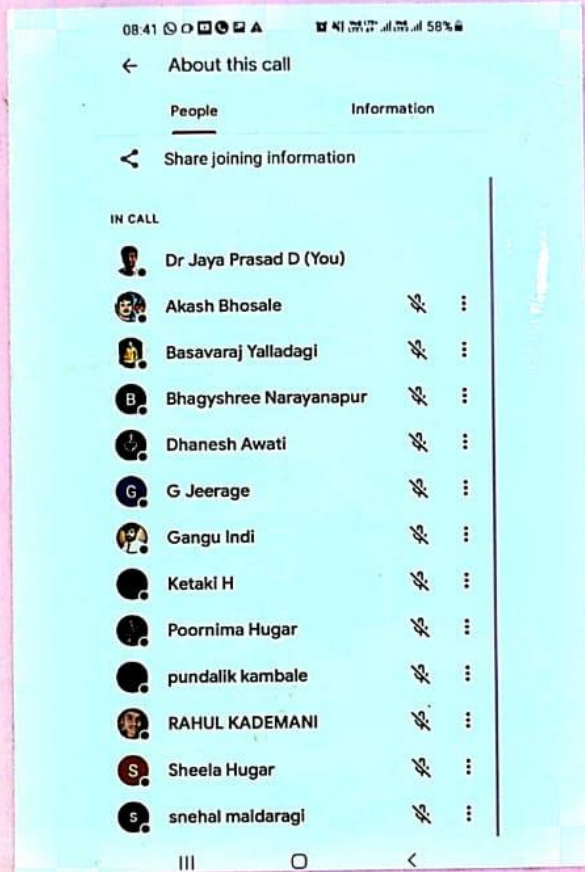 08:41 58%
About this call
People Information
Share joining information
IN CALL
Dr Jaya Prasad D (You)
Akash Bhosale
Basavaraj Yalladagi
B Bhagyshree Narayanapur
Dhanesh Awati
G G Jeerage
Gangu Indi
Ketaki H
Poornima Hugar
pundalik kambale
RAHUL KADEMANI
S Sheela Hugar
s snehal maldaragi